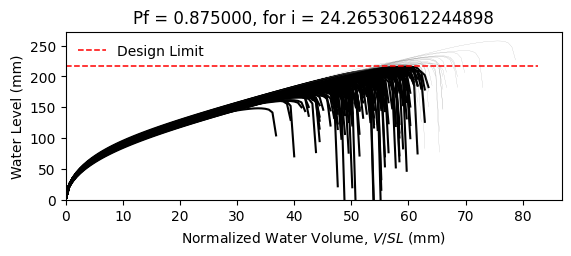 Pf = 0.875000, for i = 24.26530612244898
Design Limit
Water Level (mm)
250
200
150
100
50
0
0 10 20 30 40 50 60 70 80
Normalized Water Volume, V/SL (mm)